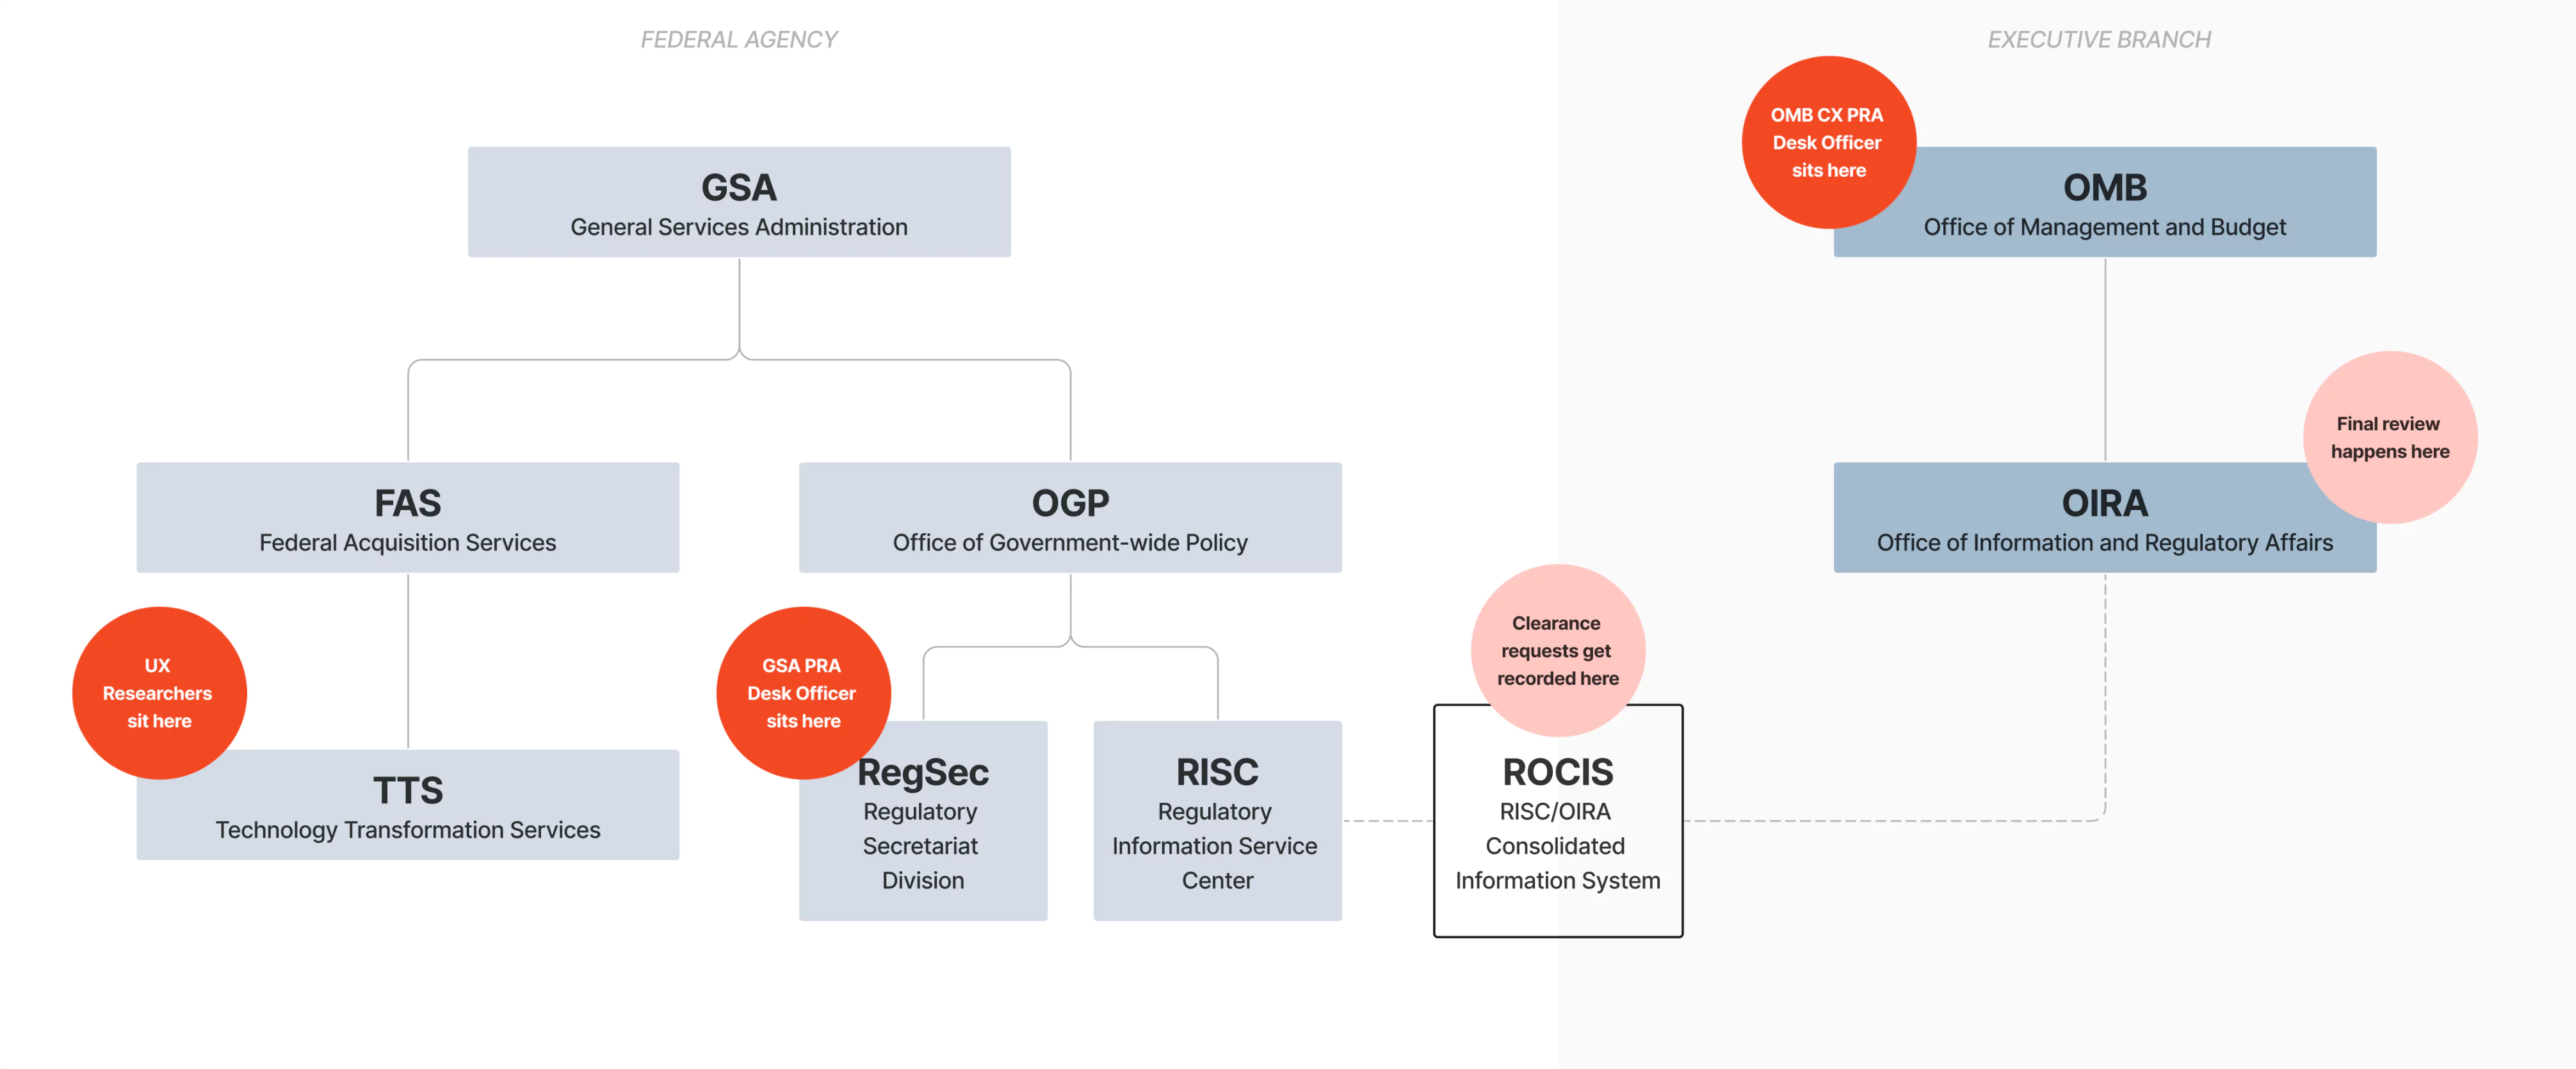 FEDERAL AGENCY
EXECUTIVE BRANCH
OMB CX PRA
Desk Officer
sits here
GSA
General Services Administration
OMB
Office of Management and Budget
Final review
happens here
FAS
Federal Acquisition Services
OGP
Office of Government-wide Policy
OIRA
Office of Information and Regulatory Affairs
UX
Researchers
sit here
GSA PRA
Desk Officer
sits here
Clearance
requests get
recorded here
TTS
Technology Transformation Services
RegSec
Regulatory
Secretariat
Division
RISC
Regulatory
Information Service
Center
ROCIS
RISC/OIRA
Consolidated
Information System